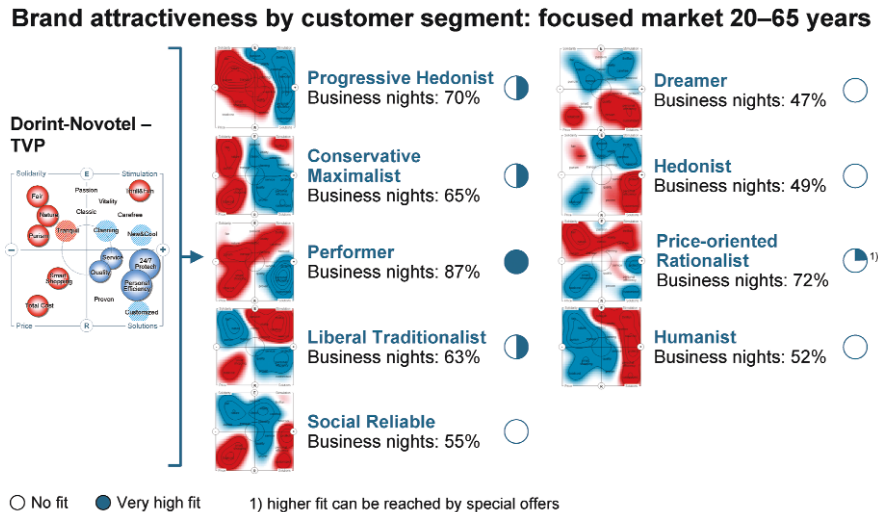 Brand attractiveness by customer segment: focused market 20–65 years
Dorint-Novotel –
TVP
Solidarity
E
Stimulation
Passion
Fair
Thrill&Fun
Vitality
Nature
Classic
Carefree
Purism
Tranquil
Clanning
New&Cool
–
+
Service
24/7
Protech
Quality
Smart
Shopping
Personal
Efficiency
Total Cost
Proven
Customized
Price
R
Solutions
Progressive Hedonist
Business nights: 70%
Conservative
Maximalist
Business nights: 65%
Performer
Business nights: 87%
Liberal Traditionalist
Business nights: 63%
Social Reliable
Business nights: 55%
Dreamer
Business nights: 47%
Hedonist
Business nights: 49%
Price-oriented
Rationalist
Business nights: 72%
1)
Humanist
Business nights: 52%
No fit
Very high fit
1) higher fit can be reached by special offers